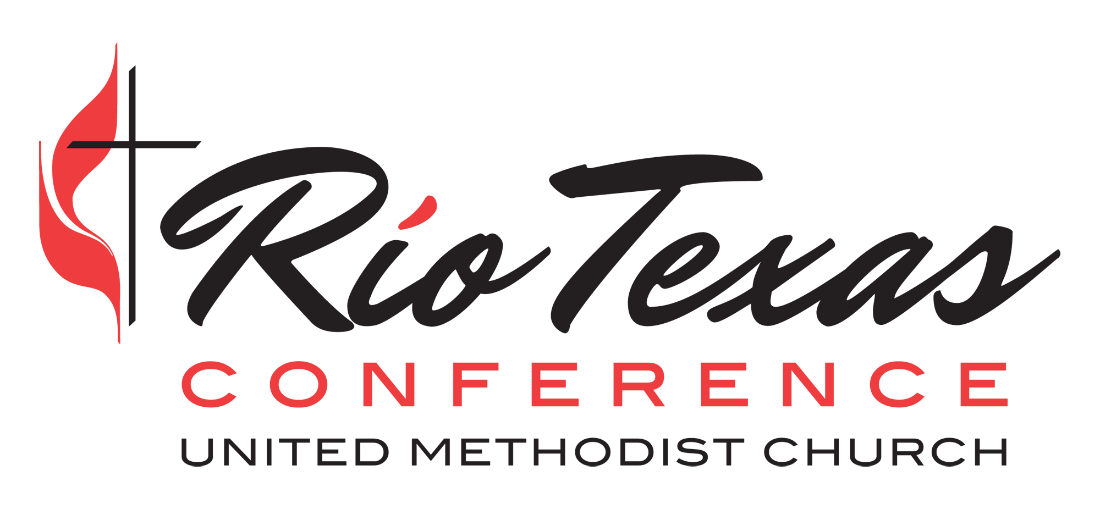 Río Texas
CONFERENCE
UNITED METHODIST CHURCH